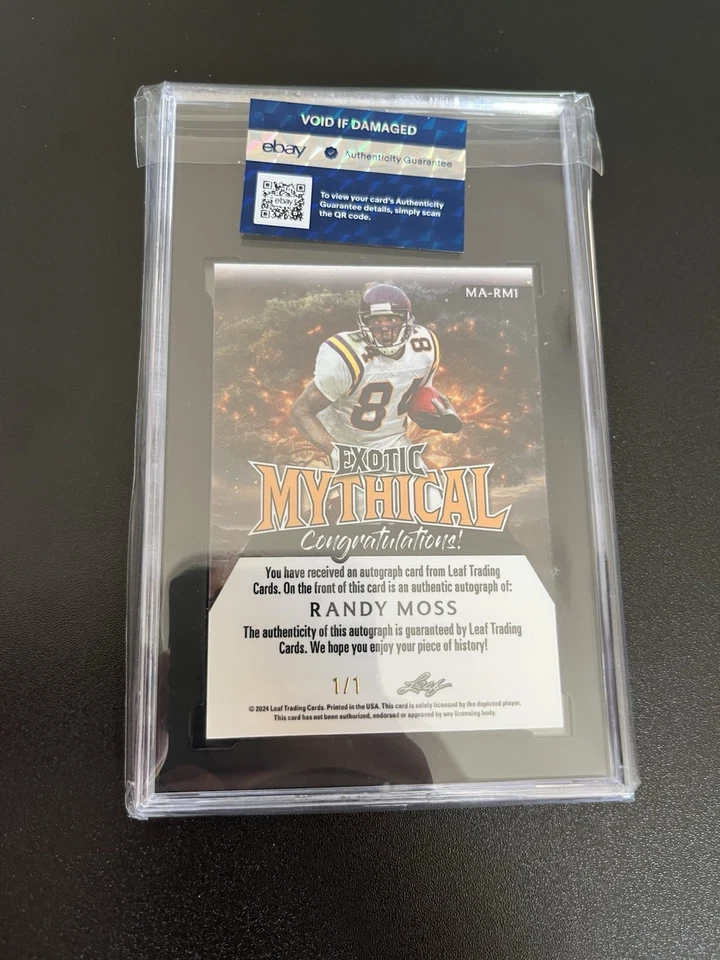 VOID IF DAMAGED
ebay Authenticity Guarantee
ebay
To view your card's Authenticity
Guarantee details, simply scan
the QR code.
MA-RM1
84
84
84
EXOTIC
MYTHICAL
Congratulations!
You have received an autograph card from Leaf Trading
Cards. On the front of this card is an authentic autograph of:
RANDY MOSS
The authenticity of this autograph is guaranteed by Leaf Trading
Cards. We hope you enjoy your piece of history!
1/1
Leaf
© 2024 Leaf Trading Cards. Printed in the USA. This card is solely licensed by the depicted player.
This card has not been authorized, endorsed or approved by any licensing body.